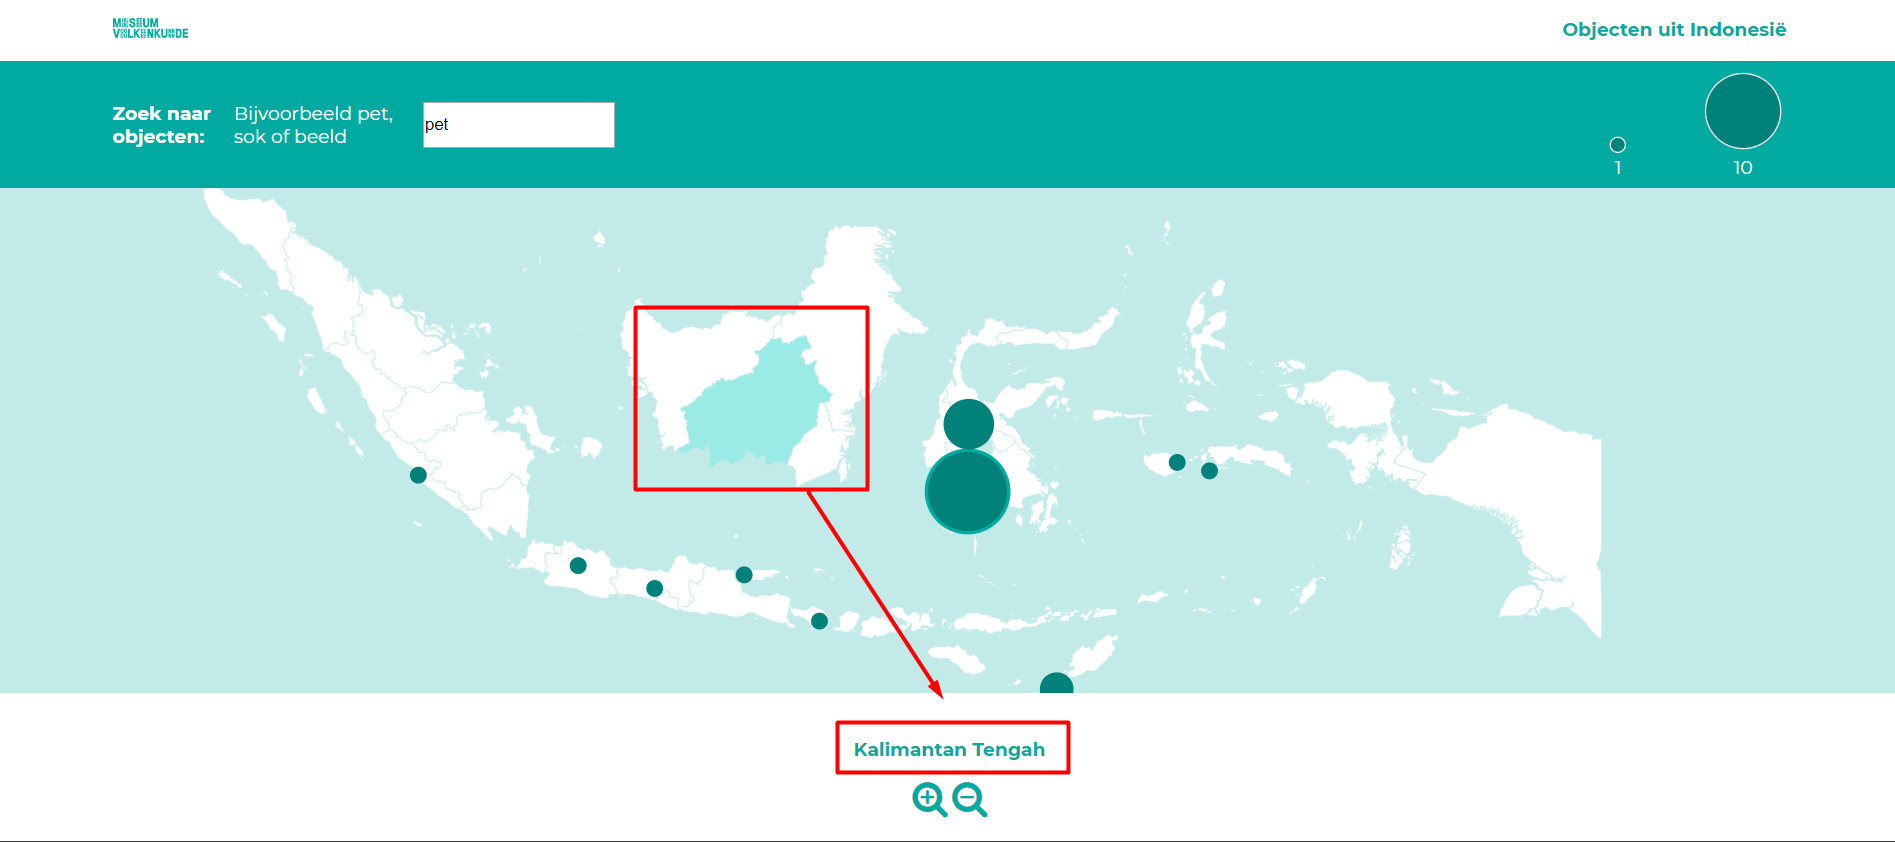 MUSEUM
VOLKENKUNDE
Objecten uit Indonesië
Zoek naar
objecten:
Bijvoorbeeld pet,
sok of beeld
pet
1
10
Kalimantan Tengah